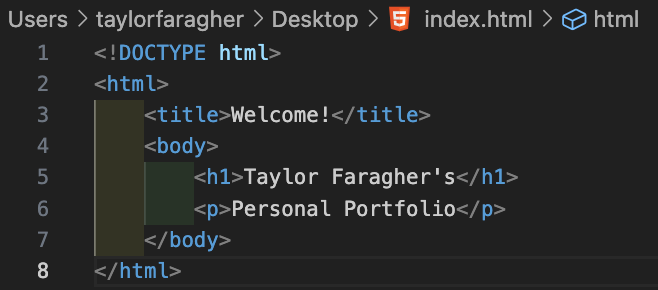 Users > taylorfaragher > Desktop > index.html > html
1 <!DOCTYPE html>
2 <html>
3     <title>Welcome!</title>
4     <body>
5         <h1>Taylor Faragher's</h1>
6         <p>Personal Portfolio</p>
7     </body>
8 </html>